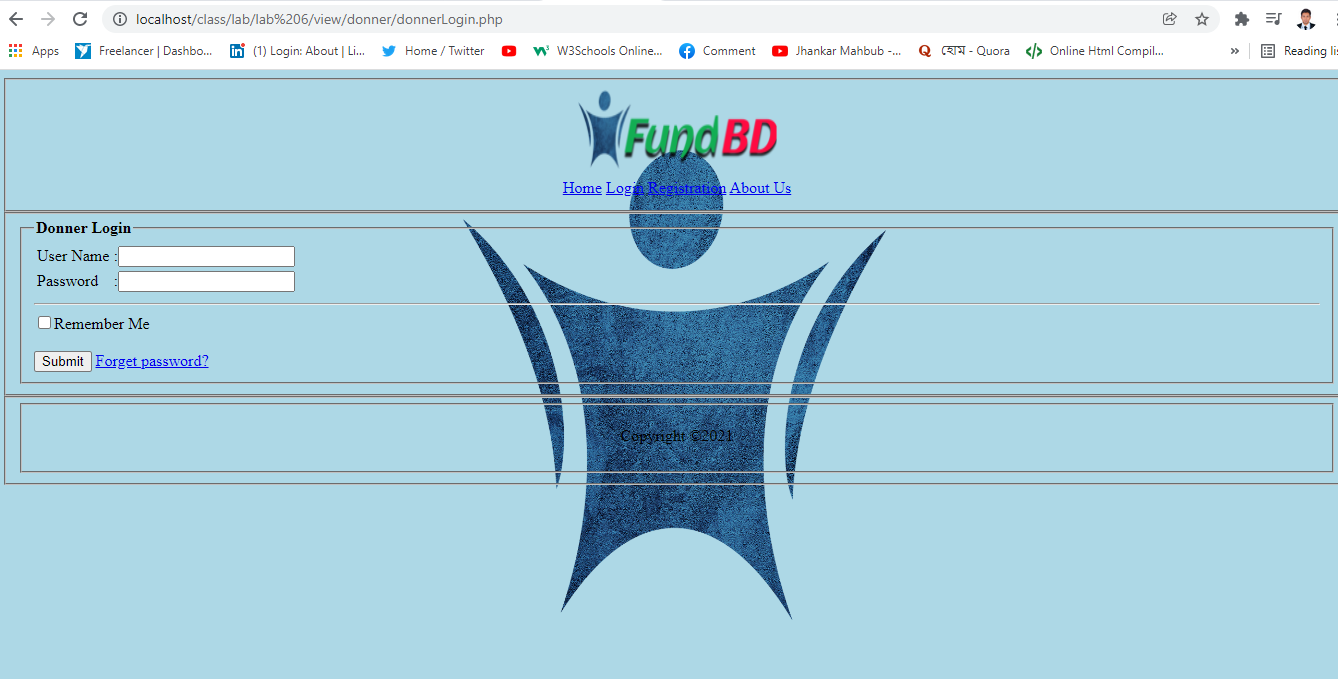 localhost/class/lab/lab%206/view/donner/donnerLogin.php
Apps Freelancer | Dashbo... (1) Login: About | Li... Home / Twitter W3Schools Online... Comment Jhankar Mahbub -... হোম - Quora Online Html Compil... » Reading lis
FundBD
Home Login Registration About Us
Donner Login
User Name :
Password :
Remember Me
Submit Forget password?
Copyright ©2021